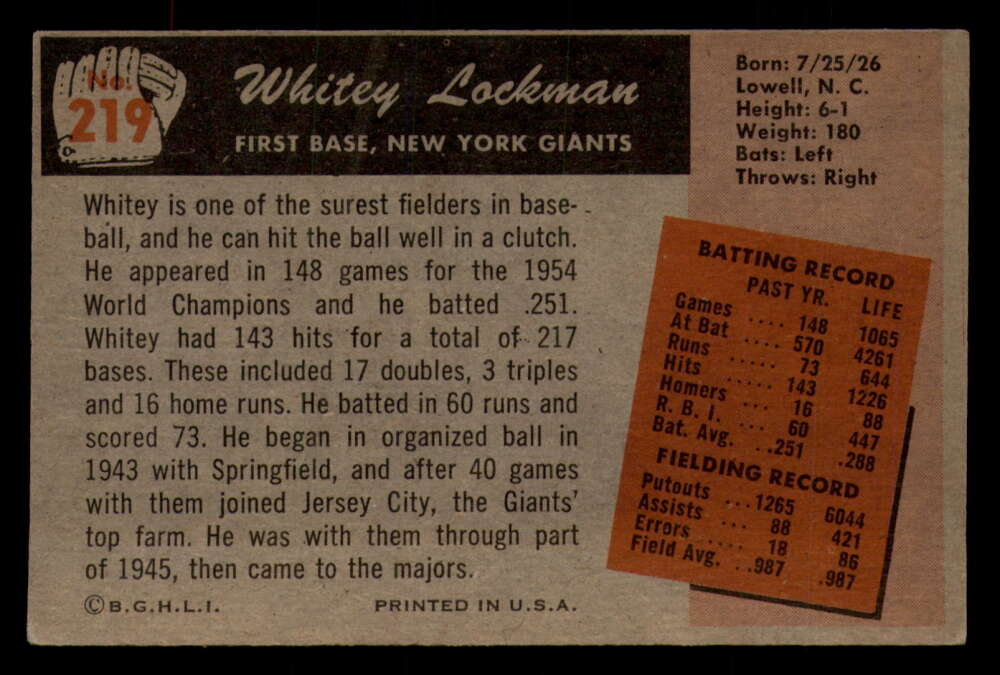 No.
219
Whitey Lockman
FIRST BASE, NEW YORK GIANTS
Born: 7/25/26
Lowell, N. C.
Height: 6-1
Weight: 180
Bats: Left
Throws: Right
Whitey is one of the surest fielders in base-
ball, and he can hit the ball well in a clutch.
He appeared in 148 games for the 1954
World Champions and he batted .251.
Whitey had 143 hits for a total of 217
bases. These included 17 doubles, 3 triples
and 16 home runs. He batted in 60 runs and
scored 73. He began in organized ball in
1943 with Springfield, and after 40 games
with them joined Jersey City, the Giants'
top farm. He was with them through part
of 1945, then came to the majors.
©B.G.H.L.I. PRINTED IN U.S.A.
BATTING RECORD
PAST YR. LIFE
Games .... 148 1065
At Bat .... 570 4261
Runs ..... 73 644
Hits ..... 143 1226
Homers ... 16 88
R. B. I. ... 60 447
Bat. Avg. ..251 .288
FIELDING RECORD
Putouts ...1265 6044
Assists ... 88 421
Errors .... 18 86
Field Avg. ..987 .987